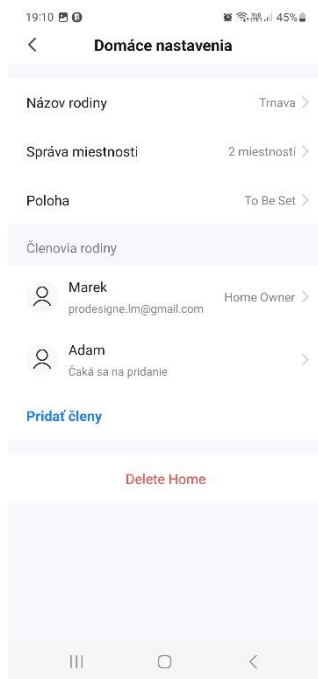 19:10 45%
Domáce nastavenia
Názov rodiny Trnava
Správa miestnosti 2 miestností
Poloha To Be Set
Členovia rodiny
Marek
prodesigne.lm@gmail.com Home Owner
Adam
Čaká sa na pridanie
Pridať členy
Delete Home